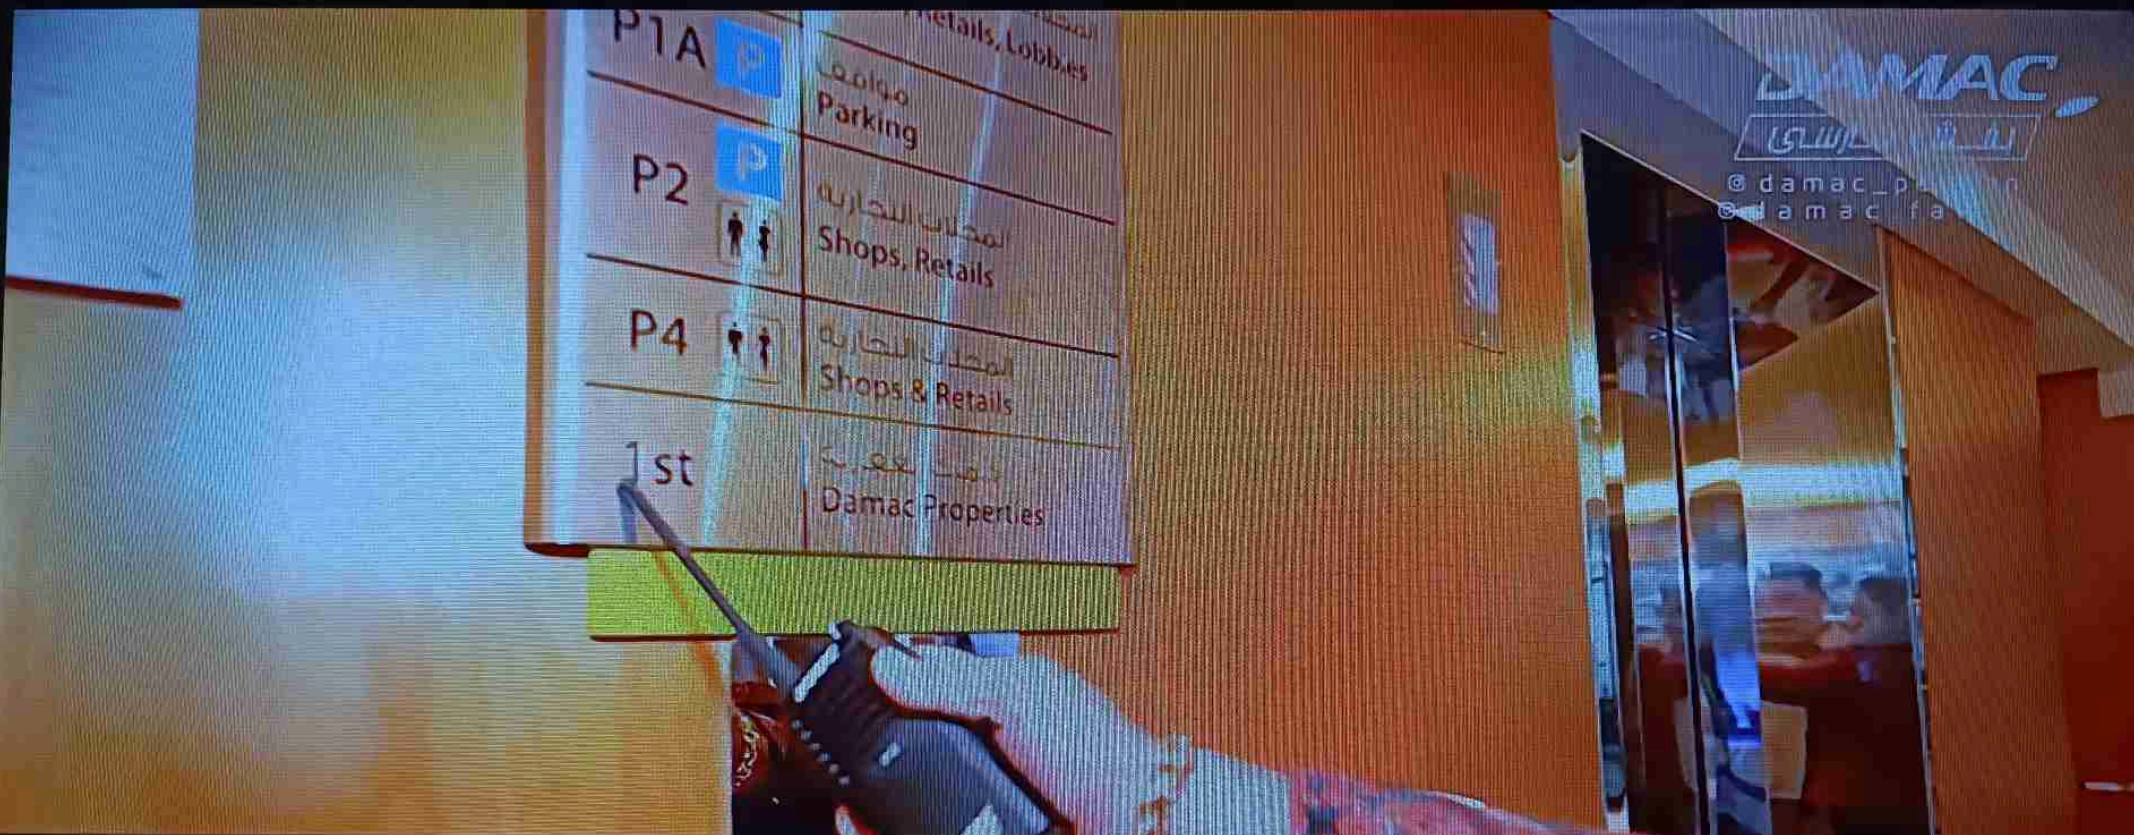 المحلات
Retails, Lobbies
P1A
P
مواقف
Parking
P2
P
المحلات التجارية
Shops, Retails
P4
المحلات التجارية
Shops & Retails
1st
Damac Properties
DAMAC